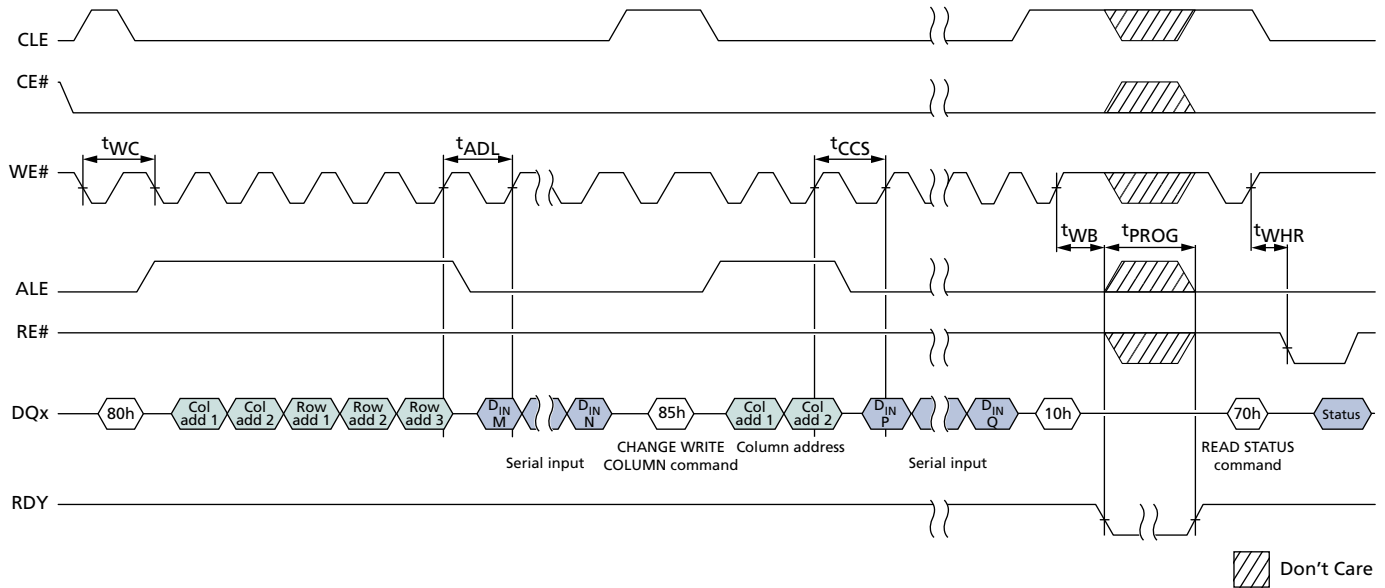 CLE
CE#
tWC
tADL
tCCS
WE#
tWB
tPROG
tWHR
ALE
RE#
DQx
80h
Col add 1
Col add 2
Row add 1
Row add 2
Row add 3
DIN M
DIN N
85h
Col add 1
Col add 2
DIN P
DIN Q
10h
70h
Status
Serial input
CHANGE WRITE
COLUMN command
Column address
Serial input
READ STATUS
command
RDY
Don't Care